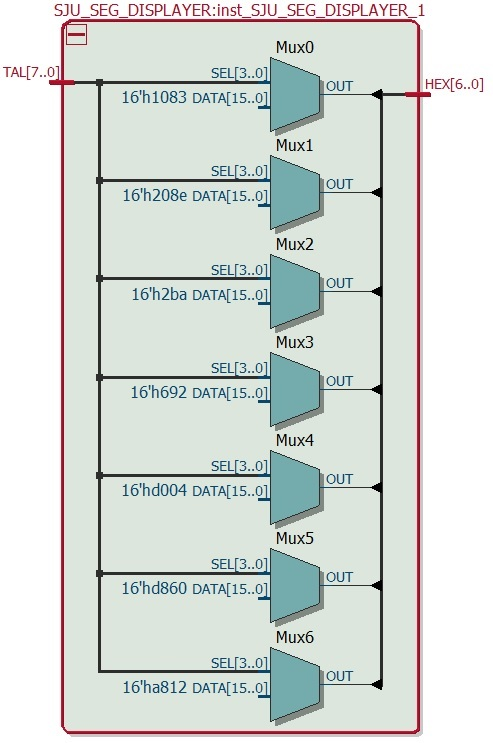 SJU_SEG_DISPLAYER:inst_SJU_SEG_DISPLAYER_1
Mux0
TAL[7..0]
SEL[3..0]
OUT
HEX[6..0]
16'h1083 DATA[15..0]
Mux1
SEL[3..0]
OUT
16'h208e DATA[15..0]
Mux2
SEL[3..0]
OUT
16'h2ba DATA[15..0]
Mux3
SEL[3..0]
OUT
16'h692 DATA[15..0]
Mux4
SEL[3..0]
OUT
16'hd004 DATA[15..0]
Mux5
SEL[3..0]
OUT
16'hd860 DATA[15..0]
Mux6
SEL[3..0]
OUT
16'ha812 DATA[15..0]